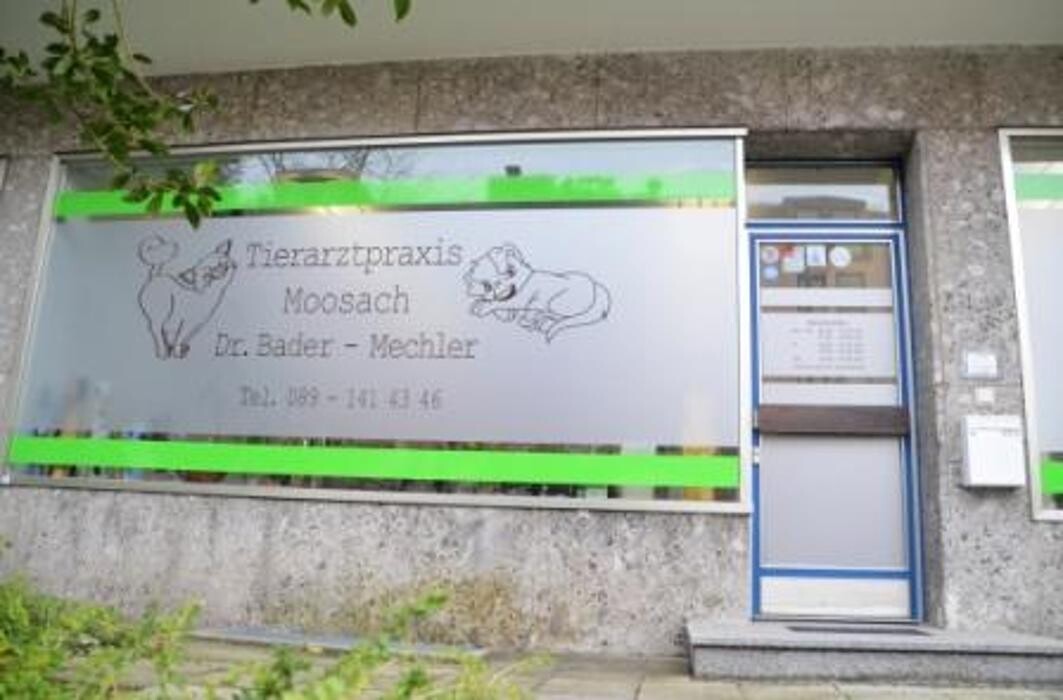 Tierarztpraxis
Moosach
Dr. Bader - Mechler
Tel. 089 - 141 43 46